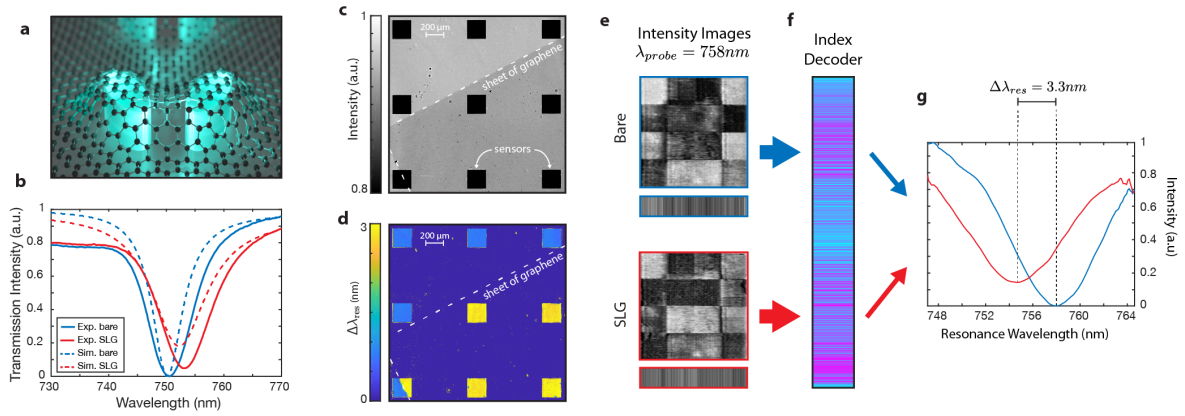 a
b
Transmission Intensity (a.u.)
1
0.8
0.6
0.4
0.2
0
Exp. bare
Exp. SLG
Sim. bare
Sim. SLG
730
740
750
760
770
Wavelength (nm)
c
1
Intensity (a.u.)
0.8
200 μm
sheet of graphene
sensors
d
3
Δλres (nm)
0
200 μm
sheet of graphene
e
Intensity Images
λprobe = 758nm
Bare
SLG
f
Index
Decoder
g
Δλres = 3.3nm
1
0.8
0.6
0.4
0.2
0
Intensity (a.u)
748
752
756
760
764
Resonance Wavelength (nm)